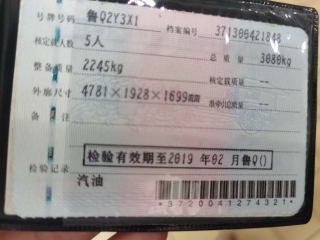 号牌号码 鲁Q2Y3X1 档案编号 371300421848
核定载人数 5人 总质量 3080kg
整备质量 2245kg 核定载质量 --
外廓尺寸 4781×1928×1699mm 准牵引总质量 --
备注
检验有效期至2019年02月鲁Q()
检验记录
汽油
*3720041274321*